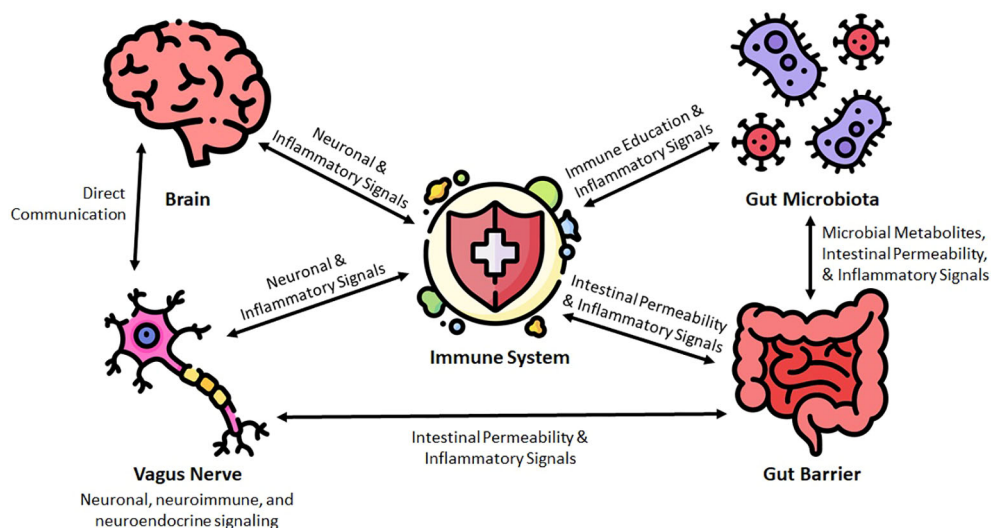 Neuronal &
Inflammatory Signals
Immune Education &
Inflammatory Signals
Direct
Communication
Brain
Gut Microbiota
Microbial Metabolites,
Intestinal Permeability,
& Inflammatory Signals
Neuronal &
Inflammatory Signals
Intestinal Permeability
& Inflammatory Signals
Immune System
Intestinal Permeability &
Inflammatory Signals
Vagus Nerve
Neuronal, neuroimmune, and
neuroendocrine signaling
Gut Barrier